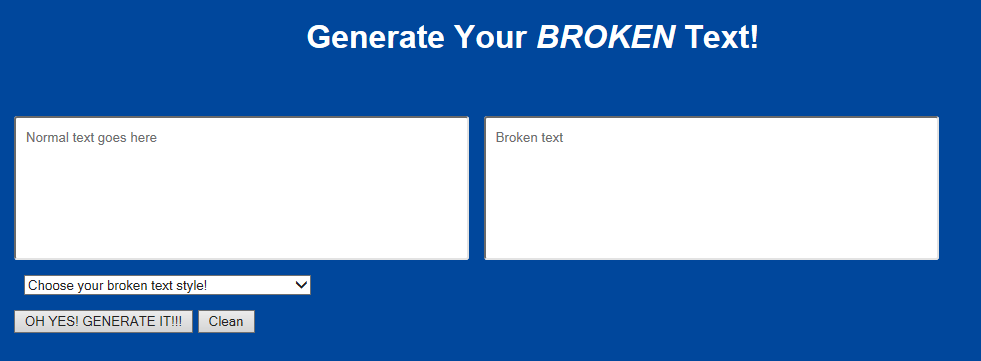 Generate Your BROKEN Text!
Normal text goes here
Broken text
Choose your broken text style!
OH YES! GENERATE IT!!!
Clean